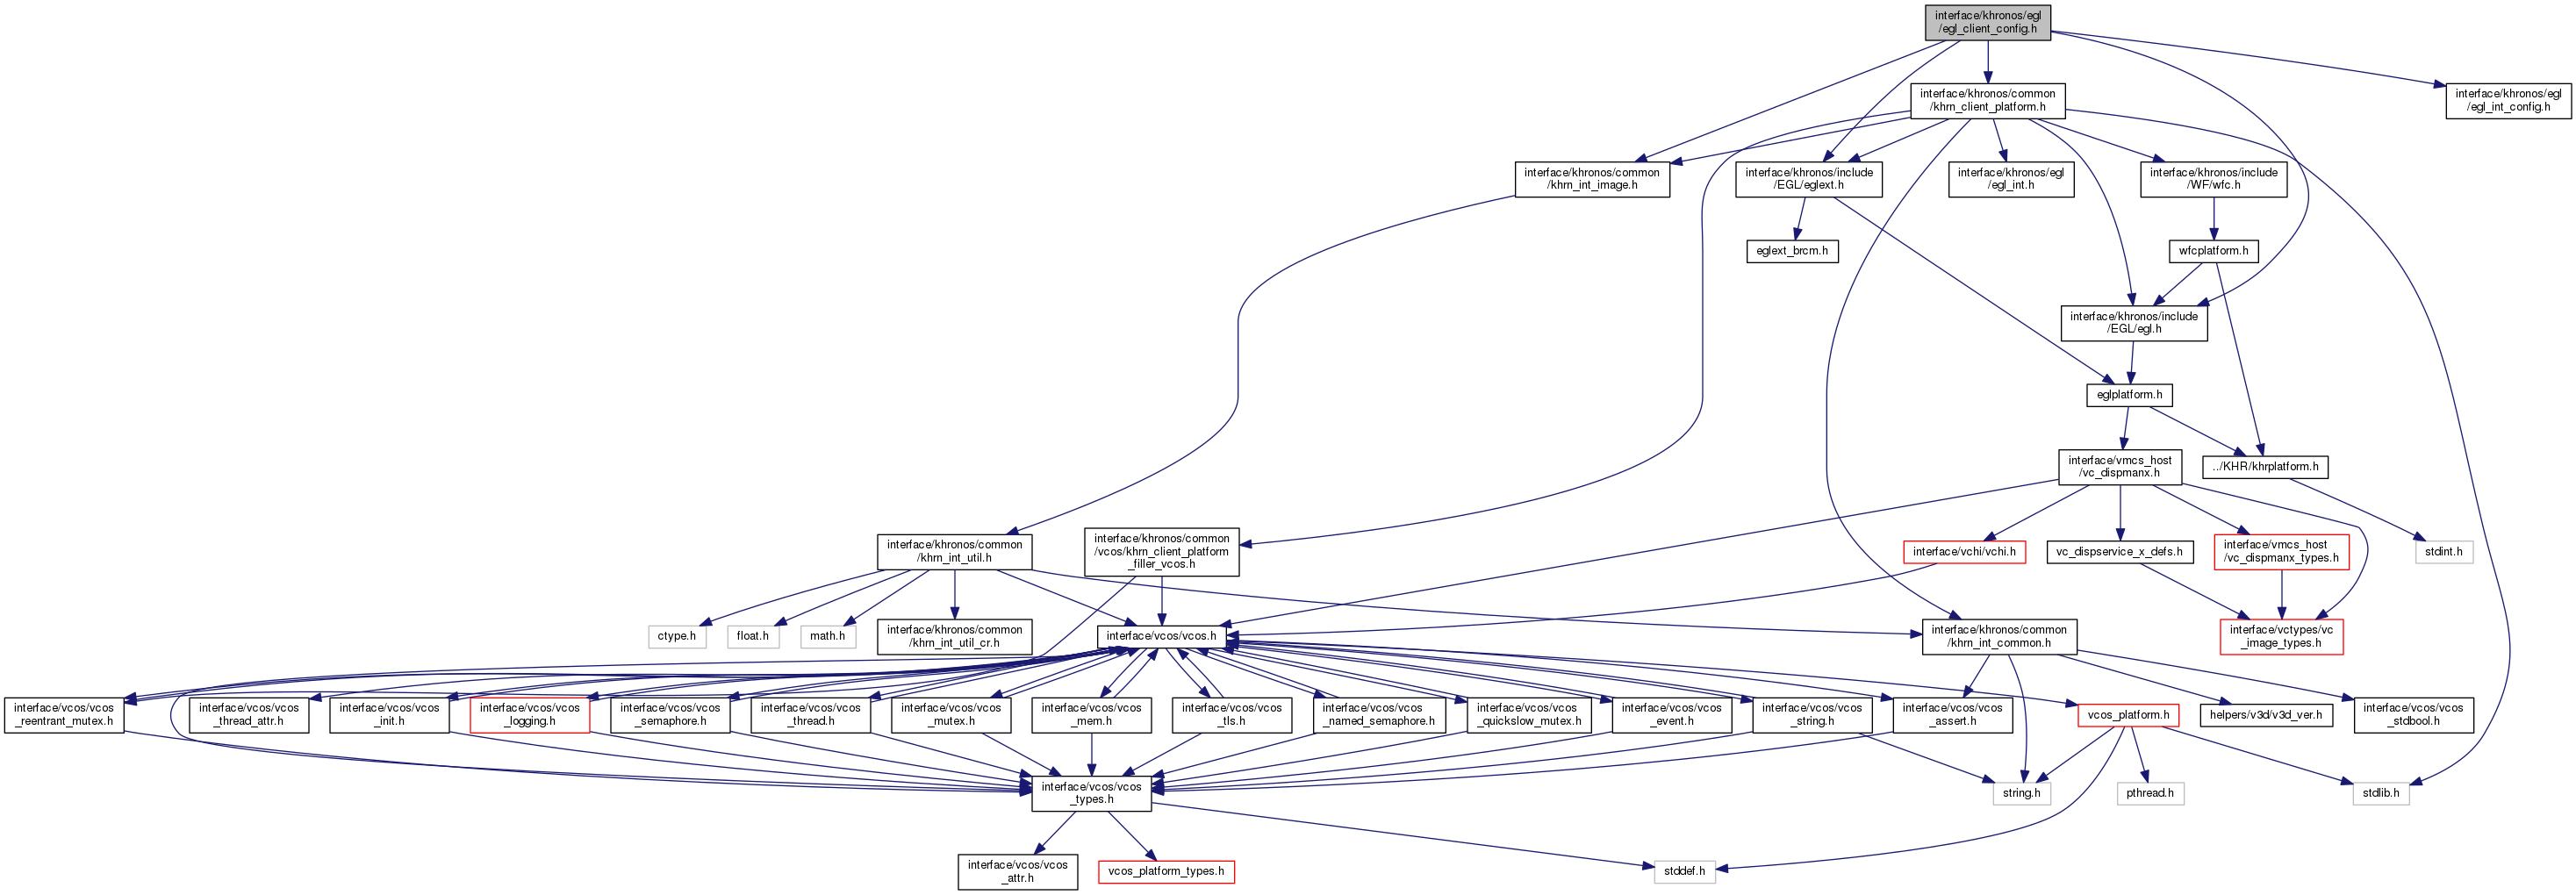 interface/khronos/egl
/egl_client_config.h
interface/khronos/common
/khrn_client_platform.h
interface/khronos/egl
/egl_int_config.h
interface/khronos/common
/khrn_int_image.h
interface/khronos/include
/EGL/eglext.h
interface/khronos/egl
/egl_int.h
interface/khronos/include
/WF/wfc.h
eglext_brcm.h
wfcplatform.h
interface/khronos/include
/EGL/egl.h
eglplatform.h
interface/vmcs_host
/vc_dispmanx.h
../KHR/khrplatform.h
interface/khronos/common
/khrn_int_util.h
interface/khronos/common
/vcos/khrn_client_platform
_filler_vcos.h
interface/vchi/vchi.h
vc_dispservice_x_defs.h
interface/vmcs_host
/vc_dispmanx_types.h
stdint.h
ctype.h
float.h
math.h
interface/khronos/common
/khrn_int_util_cr.h
interface/vcos/vcos.h
interface/khronos/common
/khrn_int_common.h
interface/vctypes/vc
_image_types.h
interface/vcos/vcos
_reentrant_mutex.h
interface/vcos/vcos
_thread_attr.h
interface/vcos/vcos
_init.h
interface/vcos/vcos
_logging.h
interface/vcos/vcos
_semaphore.h
interface/vcos/vcos
_thread.h
interface/vcos/vcos
_mutex.h
interface/vcos/vcos
_mem.h
interface/vcos/vcos
_tls.h
interface/vcos/vcos
_named_semaphore.h
interface/vcos/vcos
_quickslow_mutex.h
interface/vcos/vcos
_event.h
interface/vcos/vcos
_string.h
interface/vcos/vcos
_assert.h
vcos_platform.h
helpers/v3d/v3d_ver.h
interface/vcos/vcos
_stdbool.h
interface/vcos/vcos
_types.h
string.h
pthread.h
stdlib.h
interface/vcos/vcos
_attr.h
vcos_platform_types.h
stddef.h